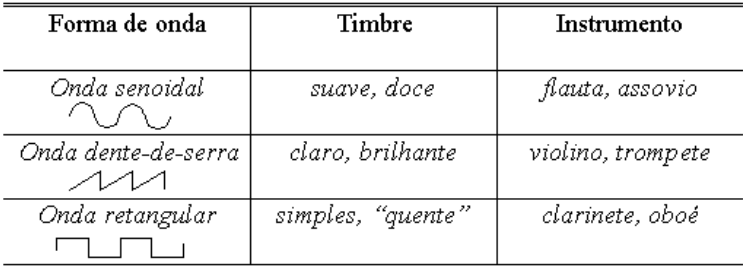 Forma de onda Timbre Instrumento
Onda senoidal suave, doce flauta, assovio
Onda dente-de-serra claro, brilhante violino, trompete
Onda retangular simples, “quente” clarinete, oboé